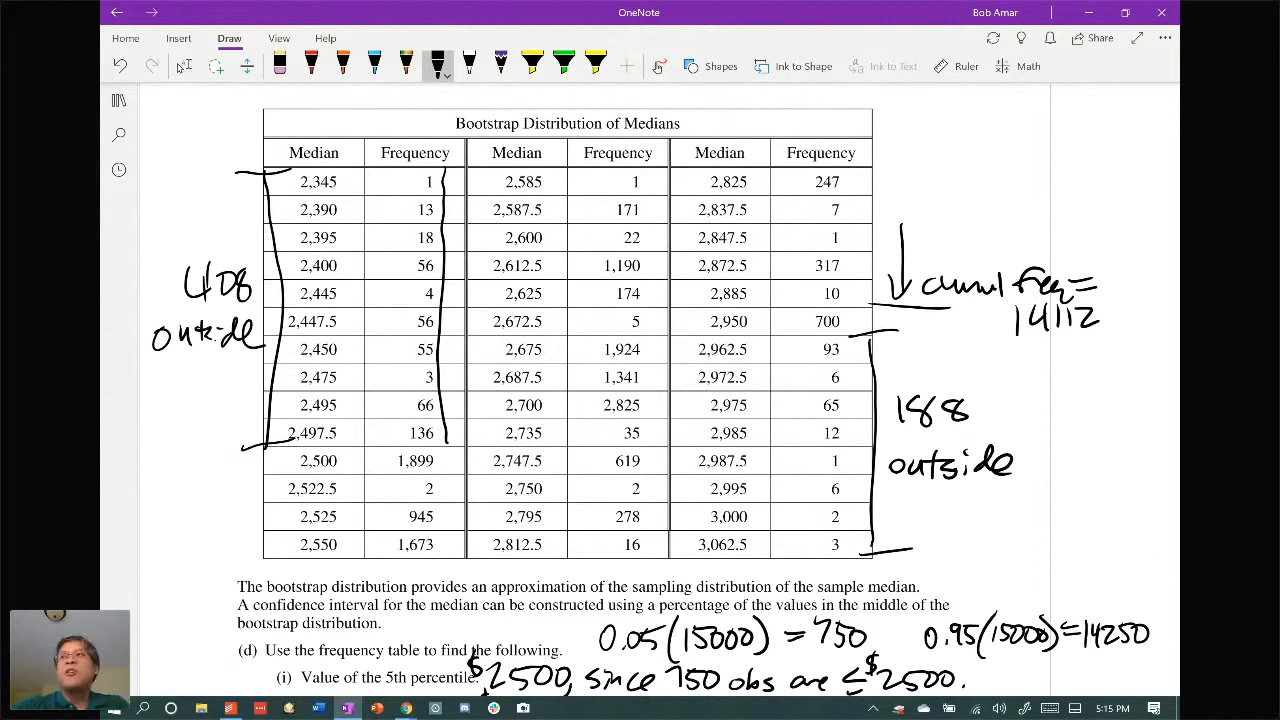 OneNote
Bob Amar
Home Insert Draw View Help
Share
Shapes Ink to Shape Ink to Text Ruler Math
Bootstrap Distribution of Medians
Median Frequency Median Frequency Median Frequency
2,345 1 2,585 1 2,825 247
2,390 13 2,587.5 171 2,837.5 7
2,395 18 2,600 22 2,847.5 1
2,400 56 2,612.5 1,190 2,872.5 317
2,445 4 2,625 174 2,885 10
2,447.5 56 2,672.5 5 2,950 700
2,450 55 2,675 1,924 2,962.5 93
2,475 3 2,687.5 1,341 2,972.5 6
2,495 66 2,700 2,825 2,975 65
2,497.5 136 2,735 35 2,985 12
2,500 1,899 2,747.5 619 2,987.5 1
2,522.5 2 2,750 2 2,995 6
2,525 945 2,795 278 3,000 2
2,550 1,673 2,812.5 16 3,062.5 3
408
outside
cumul freq =
14112
188
outside
The bootstrap distribution provides an approximation of the sampling distribution of the sample median.
A confidence interval for the median can be constructed using a percentage of the values in the middle of the
bootstrap distribution.
0.05(15000) = 750 0.95(15000) = 14250
(d) Use the frequency table to find the following.
(i) Value of the 5th percentile:
$2500, since 750 obs are ≤ $2500.
5:15 PM